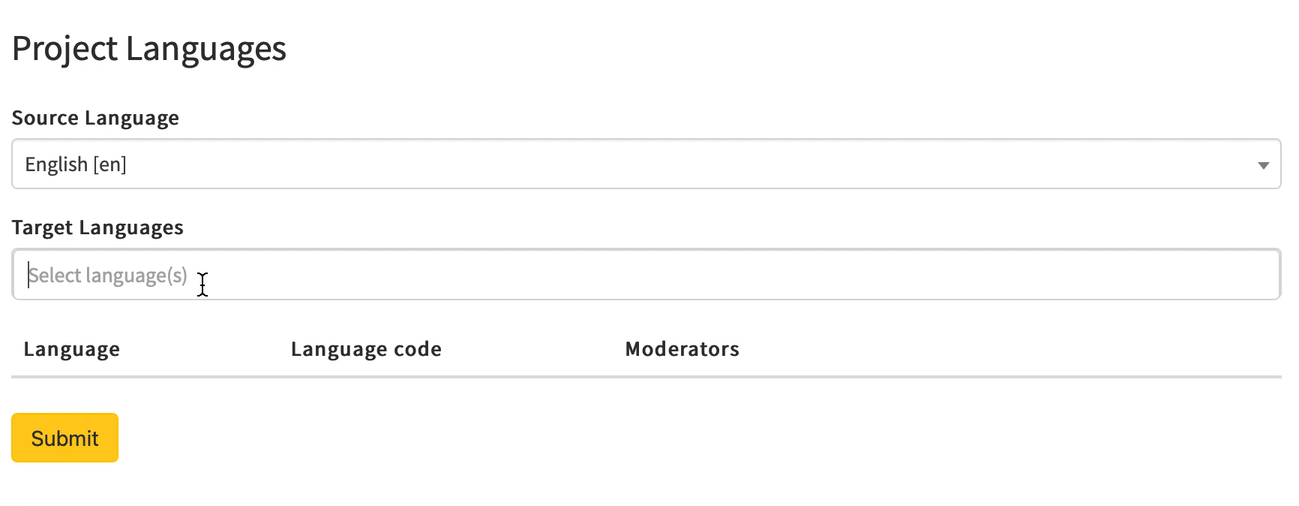 Project Languages
Source Language
English [en]
Target Languages
Select language(s)
Language Language code Moderators
Submit